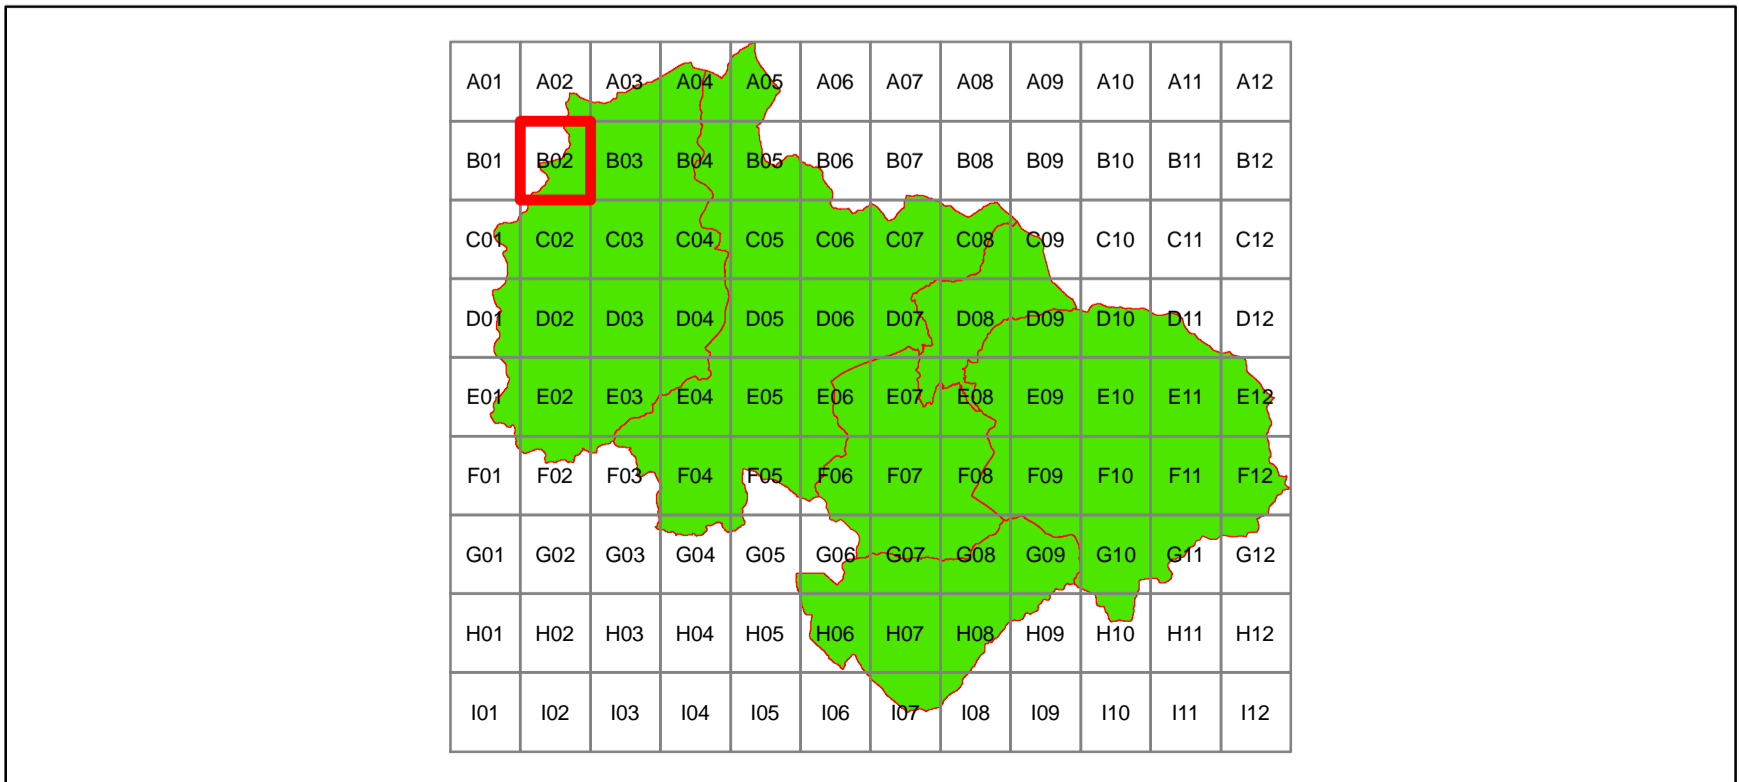 A01 A02 A03 A04 A05 A06 A07 A08 A09 A10 A11 A12
B01 B02 B03 B04 B05 B06 B07 B08 B09 B10 B11 B12
C01 C02 C03 C04 C05 C06 C07 C08 C09 C10 C11 C12
D01 D02 D03 D04 D05 D06 D07 D08 D09 D10 D11 D12
E01 E02 E03 E04 E05 E06 E07 E08 E09 E10 E11 E12
F01 F02 F03 F04 F05 F06 F07 F08 F09 F10 F11 F12
G01 G02 G03 G04 G05 G06 G07 G08 G09 G10 G11 G12
H01 H02 H03 H04 H05 H06 H07 H08 H09 H10 H11 H12
I01 I02 I03 I04 I05 I06 I07 I08 I09 I10 I11 I12